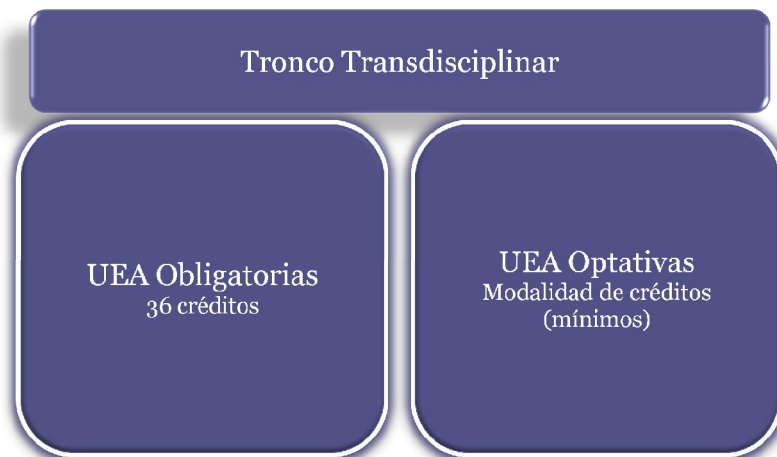 Tronco Transdisciplinar
UEA Obligatorias
36 créditos
UEA Optativas
Modalidad de créditos
(mínimos)